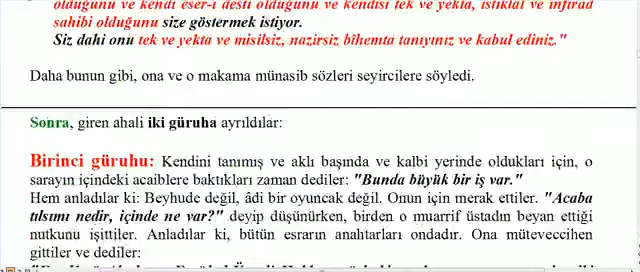 olduğunu ve kendi eser-i desti olduğunu ve kendisi tek ve yekta, istiklal ve infirad
sahibi olduğunu size göstermek istiyor.
Siz dahi onu tek ve yekta ve misilsiz, nazirsiz bîhemta tanıyınız ve kabul ediniz."
Daha bunun gibi, ona ve o makama münasib sözleri seyircilere söyledi.
Sonra, giren ahali iki güruha ayrıldılar:
Birinci güruhu: Kendini tanımış ve aklı başında ve kalbi yerinde oldukları için, o
sarayın içindeki acaiblere baktıkları zaman dediler: "Bunda büyük bir iş var."
Hem anladılar ki: Beyhude değil, âdi bir oyuncak değil. Onun için merak ettiler. "Acaba
tılsımı nedir, içinde ne var?" deyip düşünürken, birden o muarrif üstadın beyan ettiği
nutkunu işittiler. Anladılar ki, bütün esrarın anahtarları ondadır. Ona müteveccihen
gittiler ve dediler: